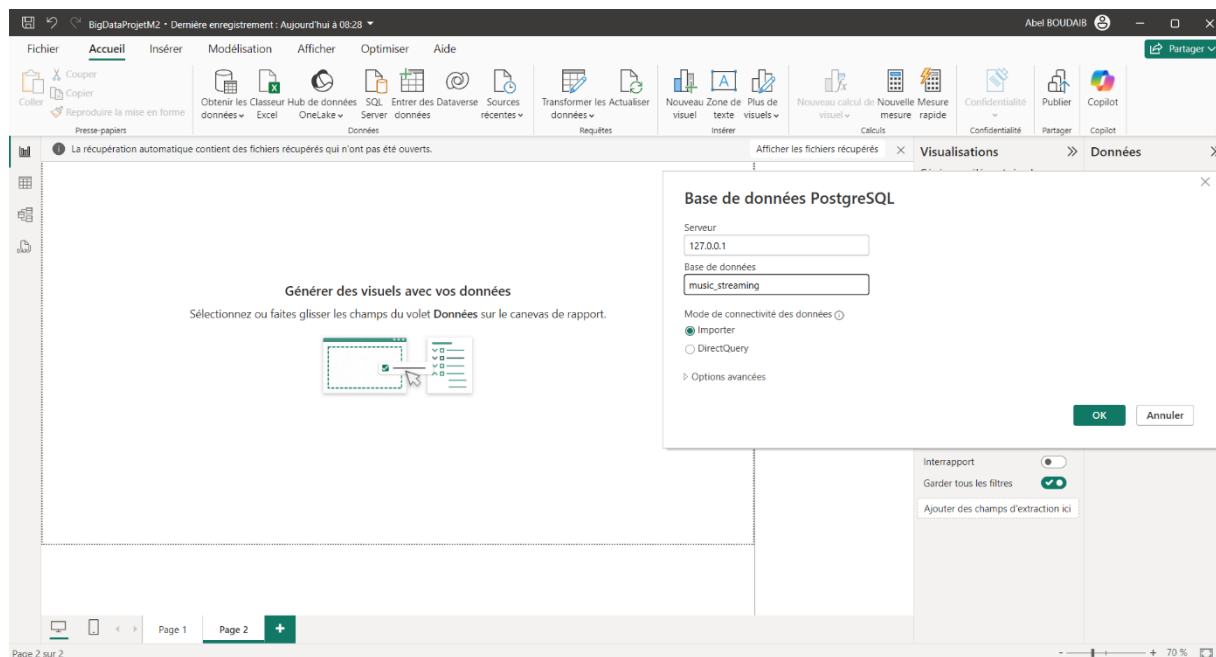 BigDataProjetM2 • Dernière enregistrement : Aujourd'hui à 08:28
Abel BOUDAIB
Fichier Accueil Insérer Modélisation Afficher Optimiser Aide
Partager
Coller
Couper
Copier
Reproduire la mise en forme
Presse-papiers
Obtenir les données
Classeur Excel
Hub de données OneLake
SQL Server
Entrer des données
Dataverse
Sources récentes
Données
Transformer les données
Actualiser
Requêtes
Nouveau visuel
Zone de texte
Plus de visuels
Insérer
Nouveau calcul de visuel
Nouvelle mesure
Mesure rapide
Calculs
Confidentialité
Confidentialité
Publier
Partager
Copilot
Copilot
La récupération automatique contient des fichiers récupérés qui n'ont pas été ouverts.
Afficher les fichiers récupérés
Visualisations
Données
Générer des visuels avec vos données
Sélectionnez ou faites glisser les champs du volet Données sur le canevas de rapport.
Base de données PostgreSQL
Serveur
127.0.0.1
Base de données
music_streaming
Mode de connectivité des données
Importer
DirectQuery
Options avancées
OK
Annuler
Interrapport
Garder tous les filtres
Ajouter des champs d'extraction ici
Page 1
Page 2
Page 2 sur 2
70 %